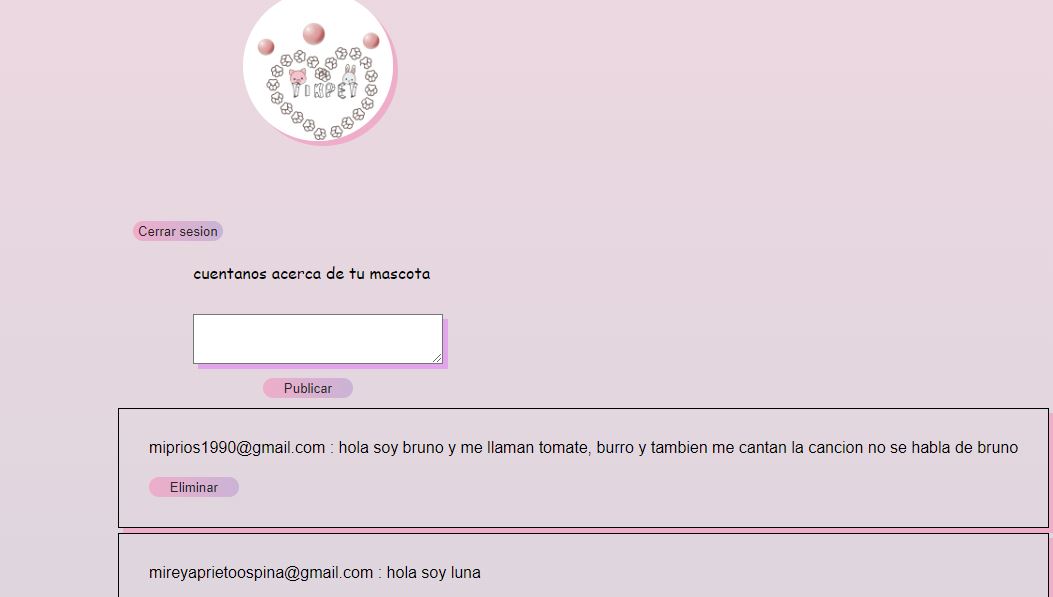 TINPET
Cerrar sesion
cuentanos acerca de tu mascota
Publicar
miprios1990@gmail.com : hola soy bruno y me llaman tomate, burro y tambien me cantan la cancion no se habla de bruno
Eliminar
mireyaprietoospina@gmail.com : hola soy luna